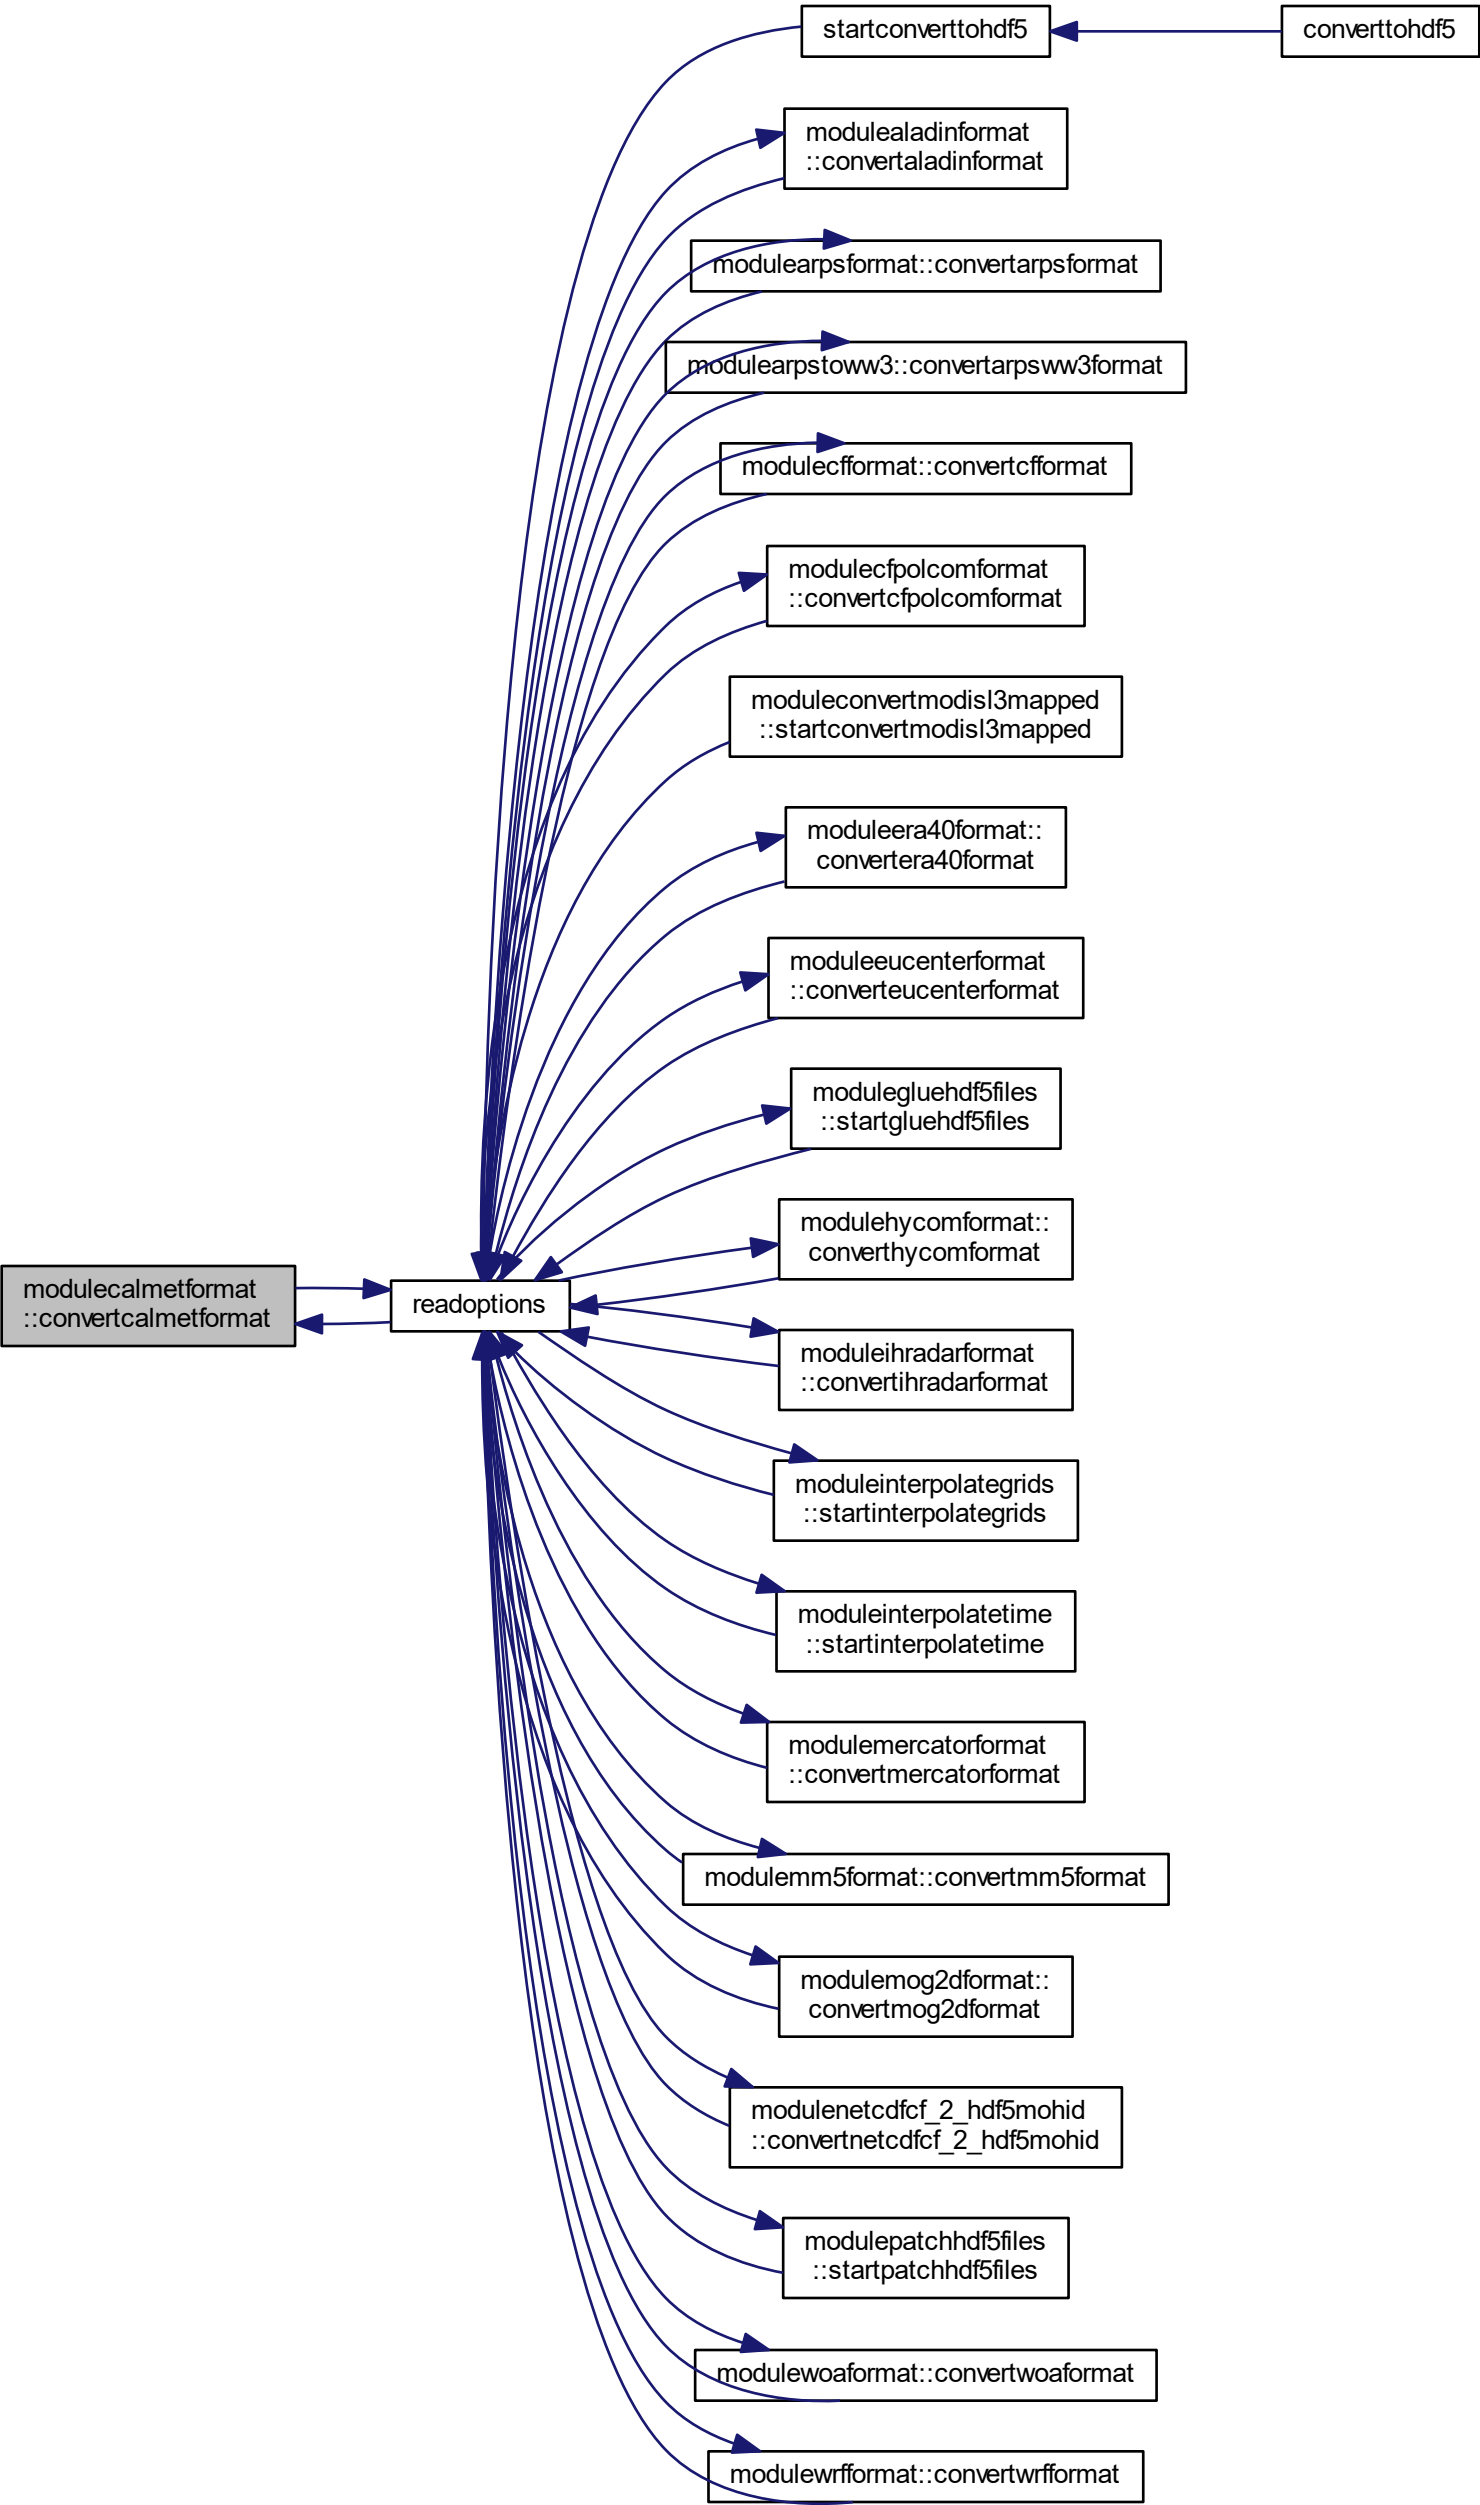 startconverttohdf5
converttohdf5
modulealadinformat
::convertaladinformat
modulearpsformat::convertarpsformat
modulearpstoww3::convertarpsww3format
modulecfformat::convertcfformat
modulecfpolcomformat
::convertcfpolcomformat
moduleconvertmodisl3mapped
::startconvertmodisl3mapped
moduleera40format::
convertera40format
moduleeucenterformat
::converteucenterformat
modulegluehdf5files
::startgluehdf5files
modulehycomformat::
converthycomformat
modulecalmetformat
::convertcalmetformat
readoptions
moduleihradarformat
::convertihradarformat
moduleinterpolategrids
::startinterpolategrids
moduleinterpolatetime
::startinterpolatetime
modulemercatorformat
::convertmercatorformat
modulemm5format::convertmm5format
modulemog2dformat::
convertmog2dformat
modulenetcdfcf_2_hdf5mohid
::convertnetcdfcf_2_hdf5mohid
modulepatchhdf5files
::startpatchhdf5files
modulewoaformat::convertwoaformat
modulewrfformat::convertwrfformat